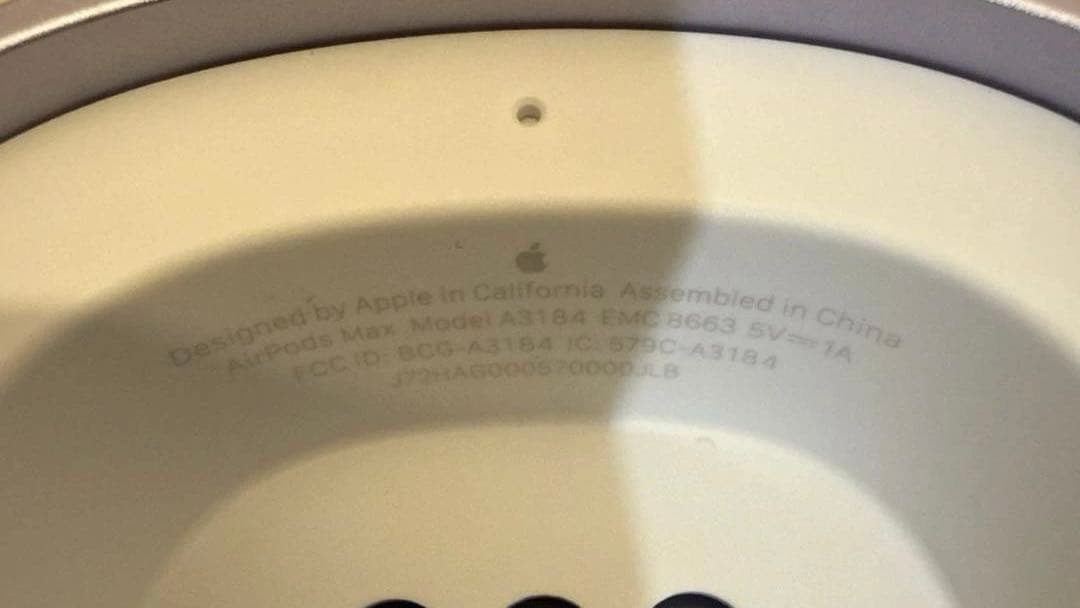 Designed by Apple in California Assembled in China
AirPods Max Model A3184 EMC 8663 5V⎓1A
FCC ID: BCG-A3184 IC: 579C-A3184